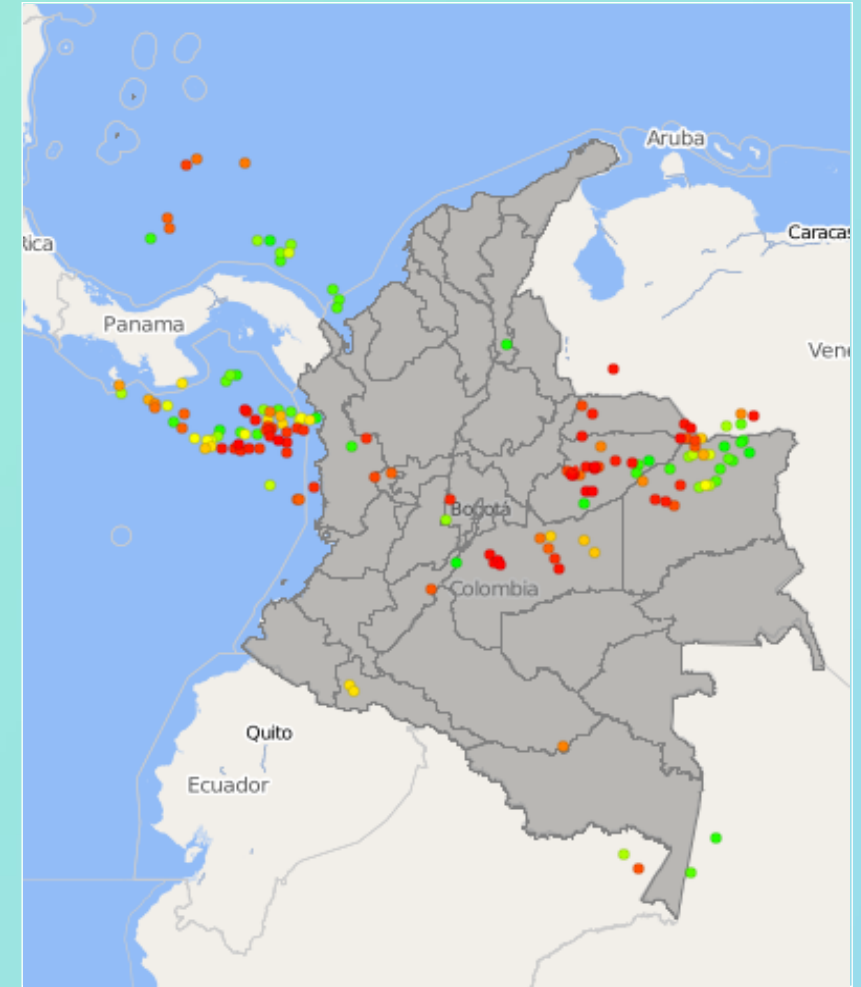 Aruba
Caracas
Rica
Panama
Vene
Bogotá
Colombia
Quito
Ecuador